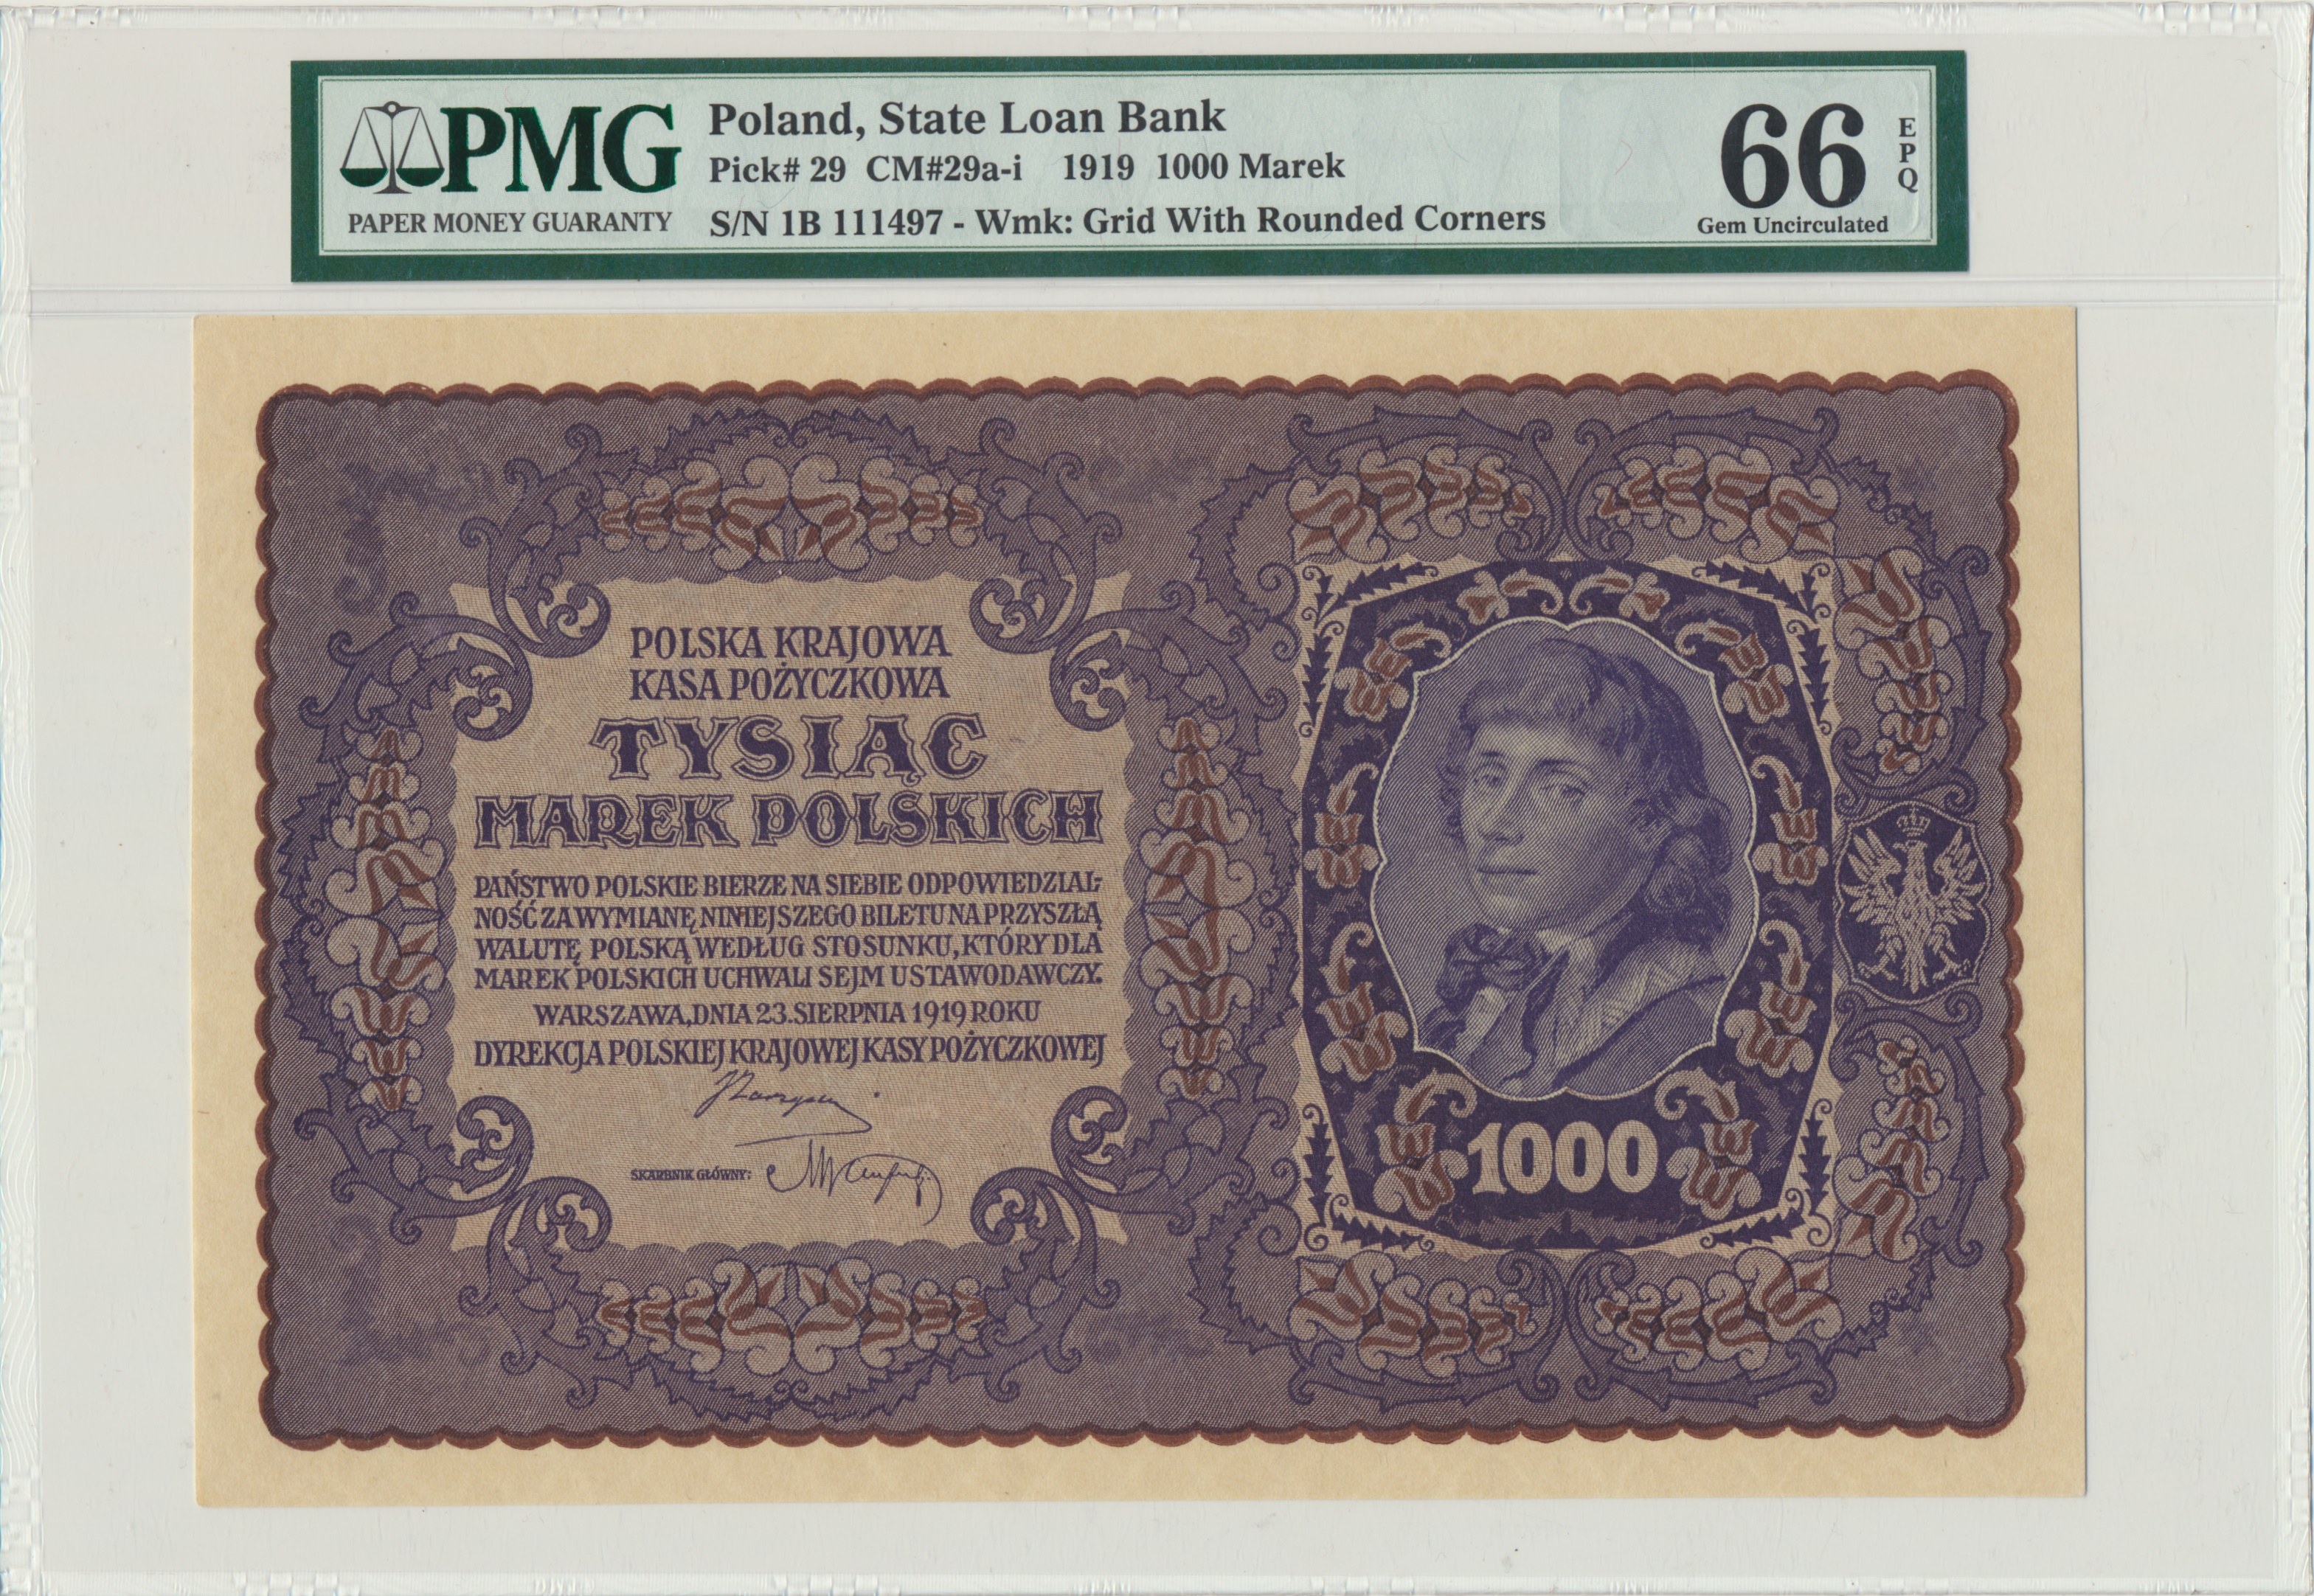 PMG
PAPER MONEY GUARANTY
Poland, State Loan Bank
Pick# 29 CM#29a-i 1919 1000 Marek
S/N 1B 111497 - Wmk: Grid With Rounded Corners
66
EPQ
Gem Uncirculated
POLSKA KRAJOWA
KASA POŻYCZKOWA
TYSIĄC
MAREK POLSKICH
PAŃSTWO POLSKIE BIERZE NA SIEBIE ODPOWIEDZIAL-
NOŚĆ ZA WYMIANĘ NINIEJSZEGO BILETU NA PRZYSZŁĄ
WALUTĘ POLSKĄ WEDŁUG STOSUNKU, KTÓRY DLA
MAREK POLSKICH UCHWALI SEJM USTAWODAWCZY.
WARSZAWA, DNIA 23. SIERPNIA 1919 ROKU
DYREKCJA POLSKIEJ KRAJOWEJ KASY POŻYCZKOWEJ
SKARBNIK GŁÓWNY:
1000